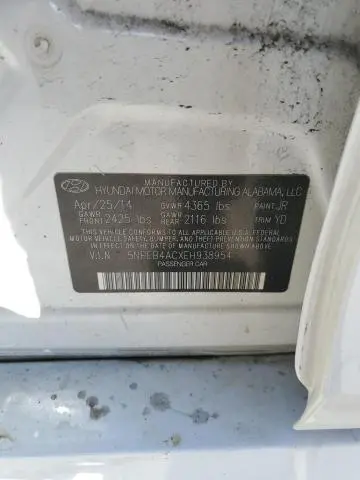 MANUFACTURED BY
HYUNDAI MOTOR MANUFACTURING ALABAMA, LLC
Apr/25/14 GVWR 4365 lbs PAINT JR
GAWR FRONT 2425 lbs GAWR REAR 2116 lbs TRIM YD
THIS VEHICLE CONFORMS TO ALL APPLICABLE U.S. FEDERAL
MOTOR VEHICLE SAFETY, BUMPER, AND THEFT PREVENTION STANDARDS
IN EFFECT ON THE DATE OF MANUFACTURE SHOWN ABOVE.
V.I.N. 5NPEB4ACXEH938954
PASSENGER CAR